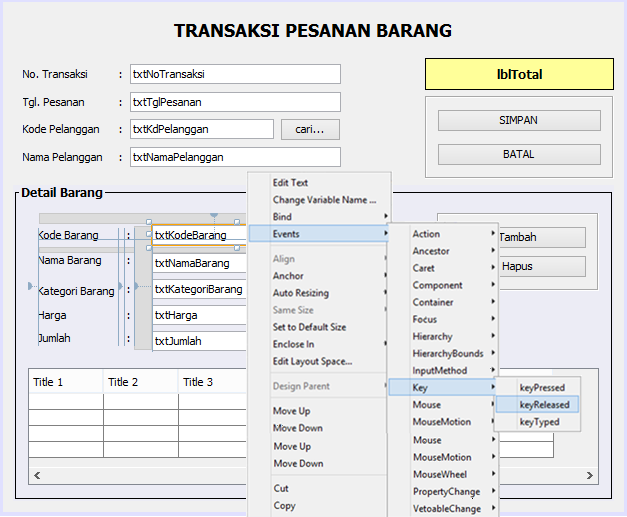 TRANSAKSI PESANAN BARANG
No. Transaksi : txtNoTransaksi
lblTotal
Tgl. Pesanan : txtTglPesanan
Kode Pelanggan : txtKdPelanggan cari...
SIMPAN
Nama Pelanggan : txtNamaPelanggan
BATAL
Detail Barang
Kode Barang : txtKodeBarang
Nama Barang : txtNamaBarang
Kategori Barang : txtKategoriBarang
Harga : txtHarga
Jumlah : txtJumlah
Tambah
Hapus
Title 1 Title 2 Title 3
Edit Text
Change Variable Name ...
Bind
Events
Align
Anchor
Auto Resizing
Same Size
Set to Default Size
Enclose In
Edit Layout Space...
Design Parent
Move Up
Move Down
Move Up
Move Down
Cut
Copy
Action
Ancestor
Caret
Component
Container
Focus
Hierarchy
HierarchyBounds
InputMethod
Key
Mouse
MouseMotion
Mouse
MouseMotion
MouseWheel
PropertyChange
VetoableChange
keyPressed
keyReleased
keyTyped